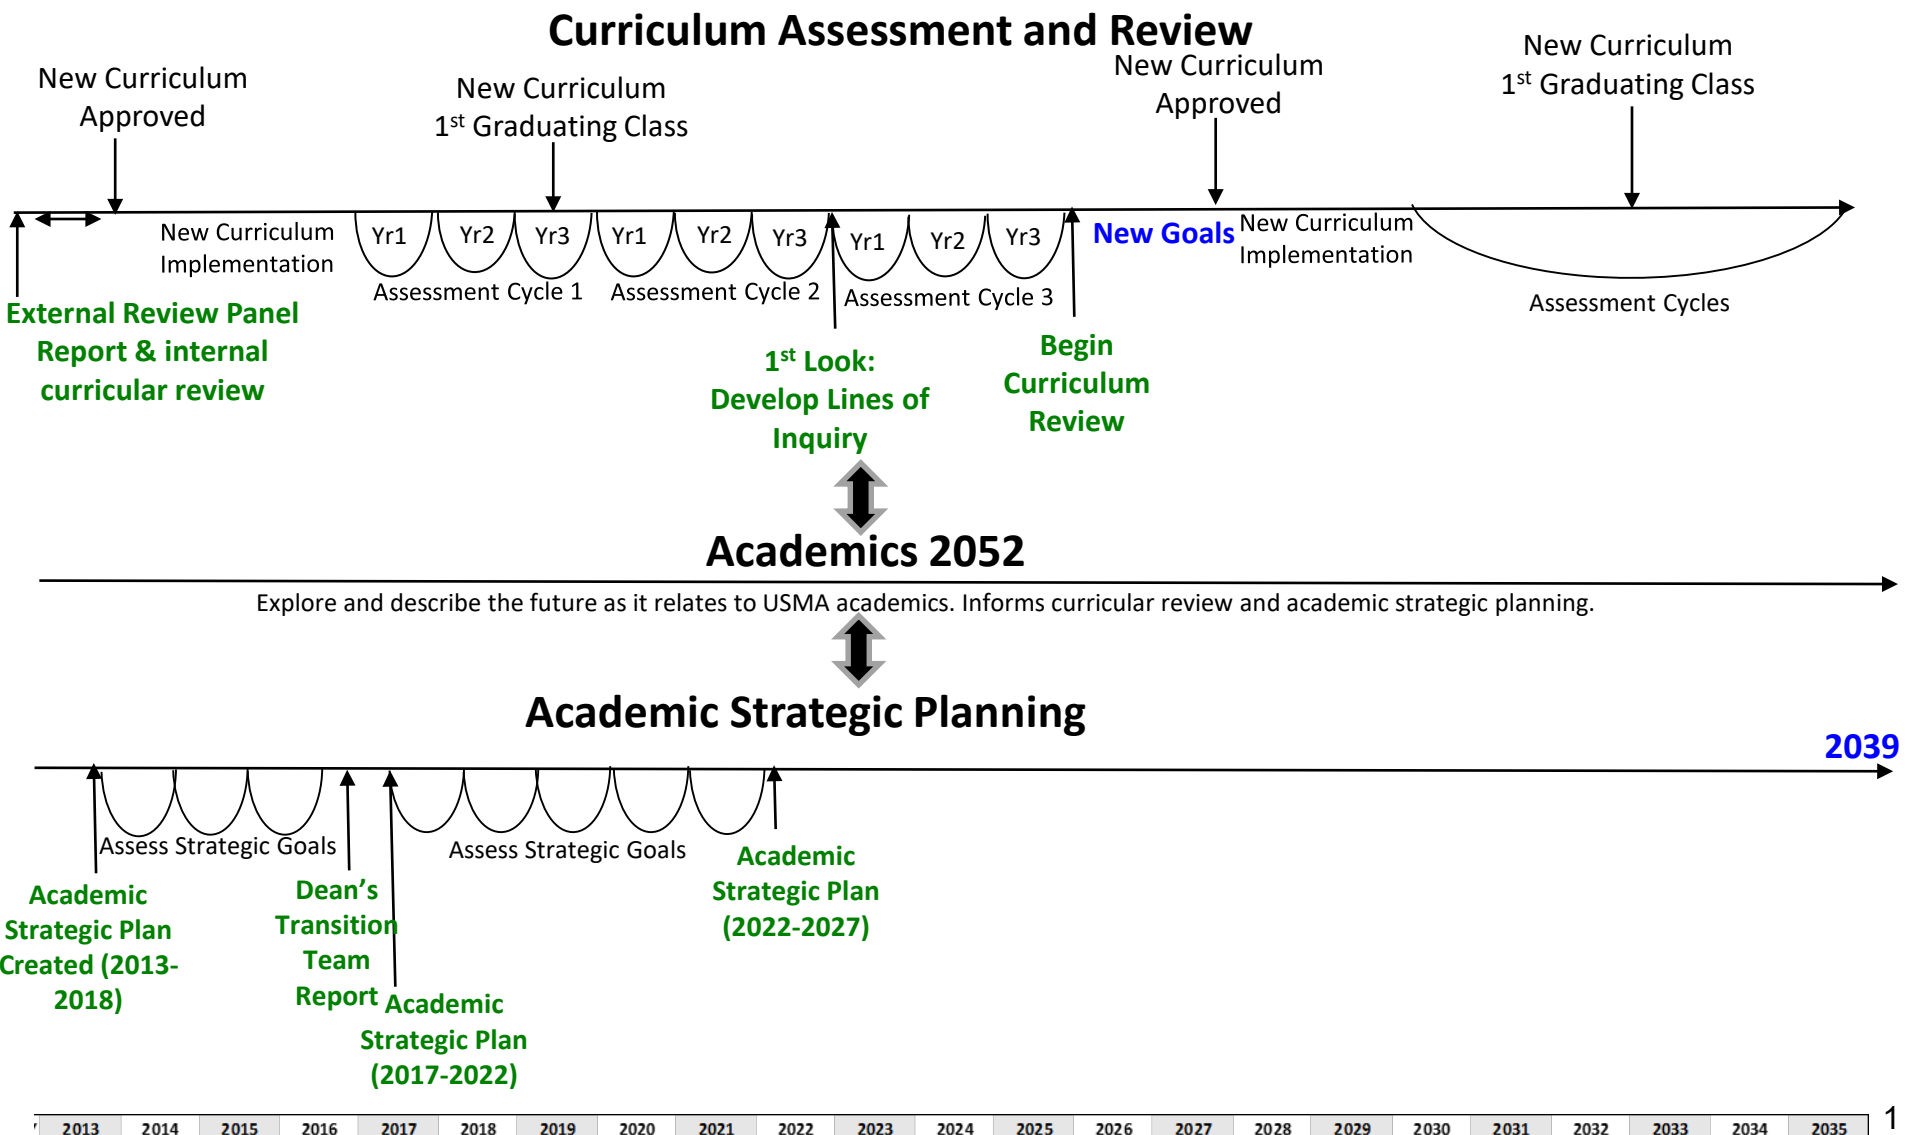 Curriculum Assessment and Review
New Curriculum
Approved
New Curriculum
1st Graduating Class
New Curriculum
Approved
New Curriculum
1st Graduating Class
New Curriculum
Implementation
Yr1
Yr2
Yr3
Yr1
Yr2
Yr3
Yr1
Yr2
Yr3
New Goals
New Curriculum
Implementation
Assessment Cycle 1
Assessment Cycle 2
Assessment Cycle 3
Assessment Cycles
External Review Panel
Report & internal
curricular review
1st Look:
Develop Lines of
Inquiry
Begin
Curriculum
Review
Academics 2052
Explore and describe the future as it relates to USMA academics. Informs curricular review and academic strategic planning.
Academic Strategic Planning
2039
Assess Strategic Goals
Assess Strategic Goals
Academic
Strategic Plan
Created (2013-
2018)
Dean’s
Transition
Team
Report
Academic
Strategic Plan
(2017-2022)
Academic
Strategic Plan
(2022-2027)
2013 2014 2015 2016 2017 2018 2019 2020 2021 2022 2023 2024 2025 2026 2027 2028 2029 2030 2031 2032 2033 2034 2035
1